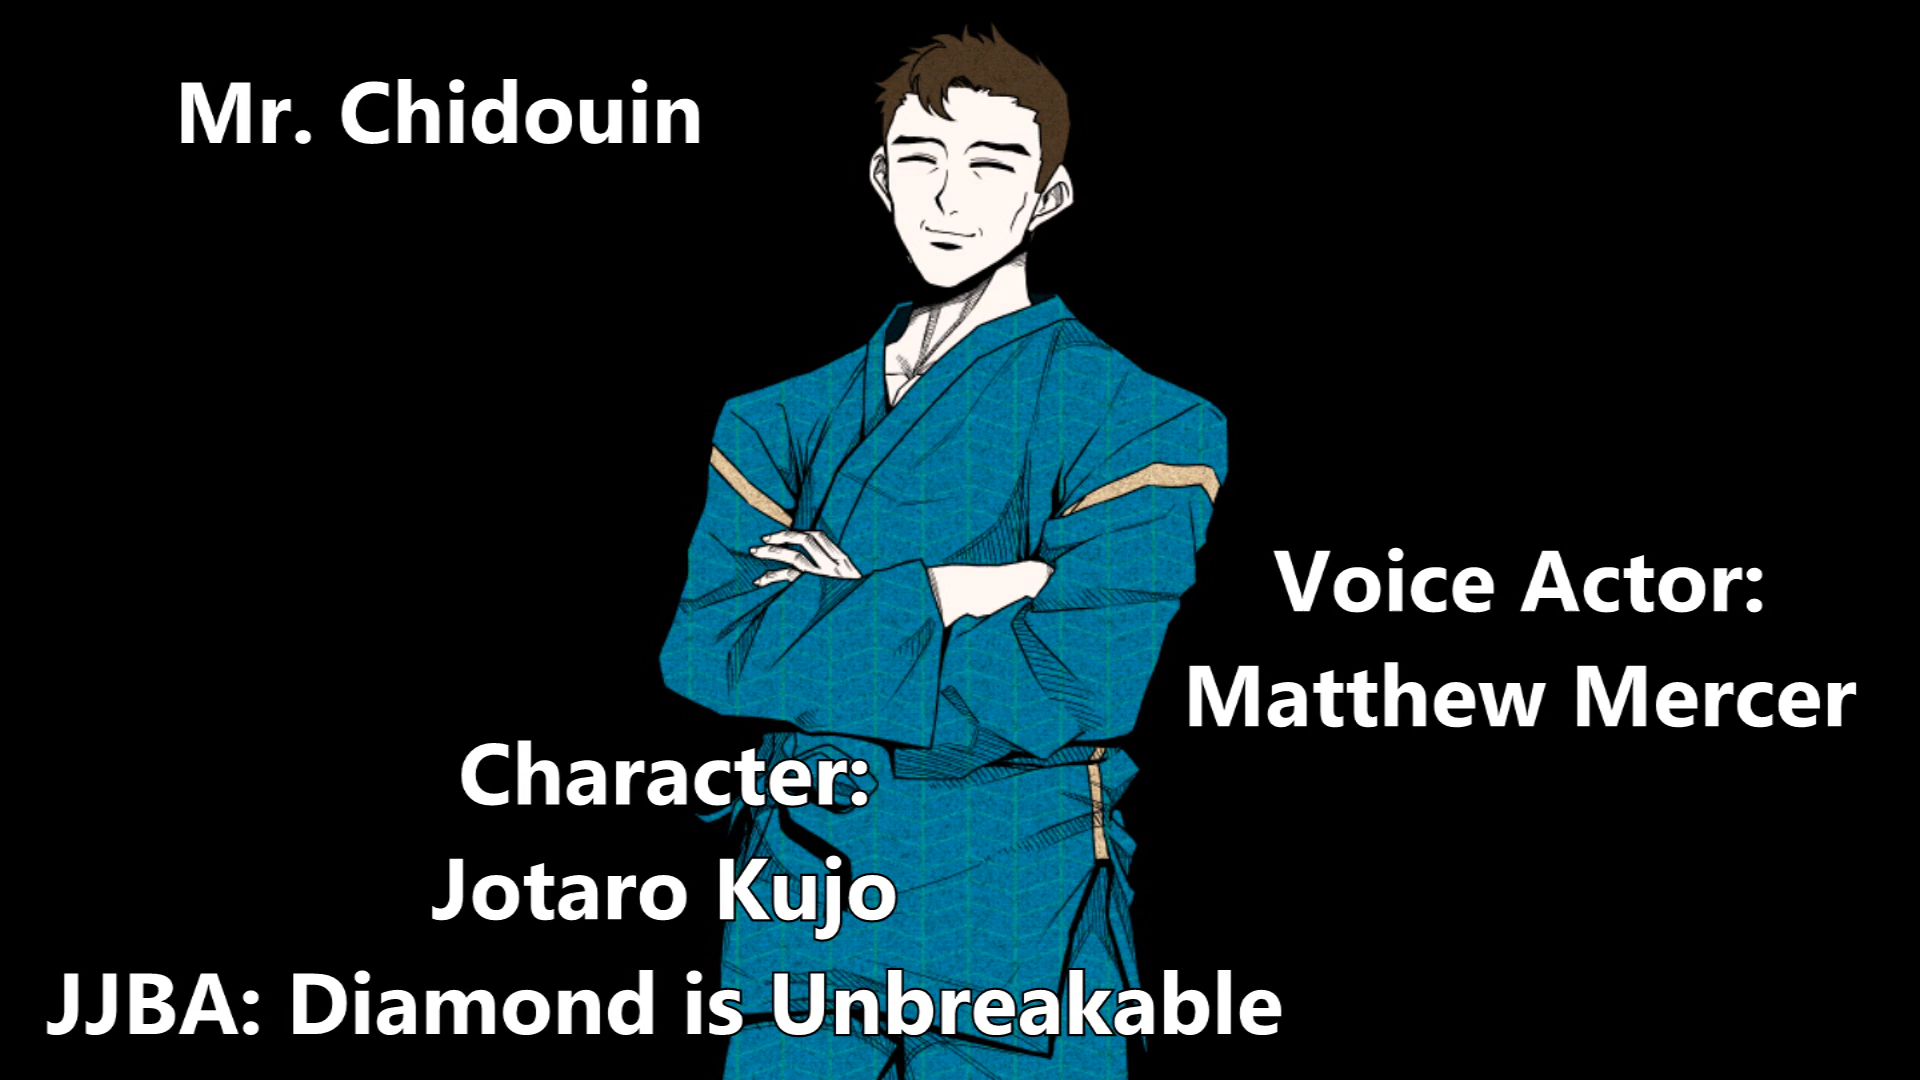 Mr. Chidouin
Voice Actor:
Matthew Mercer
Character:
Jotaro Kujo
JJBA: Diamond is Unbreakable